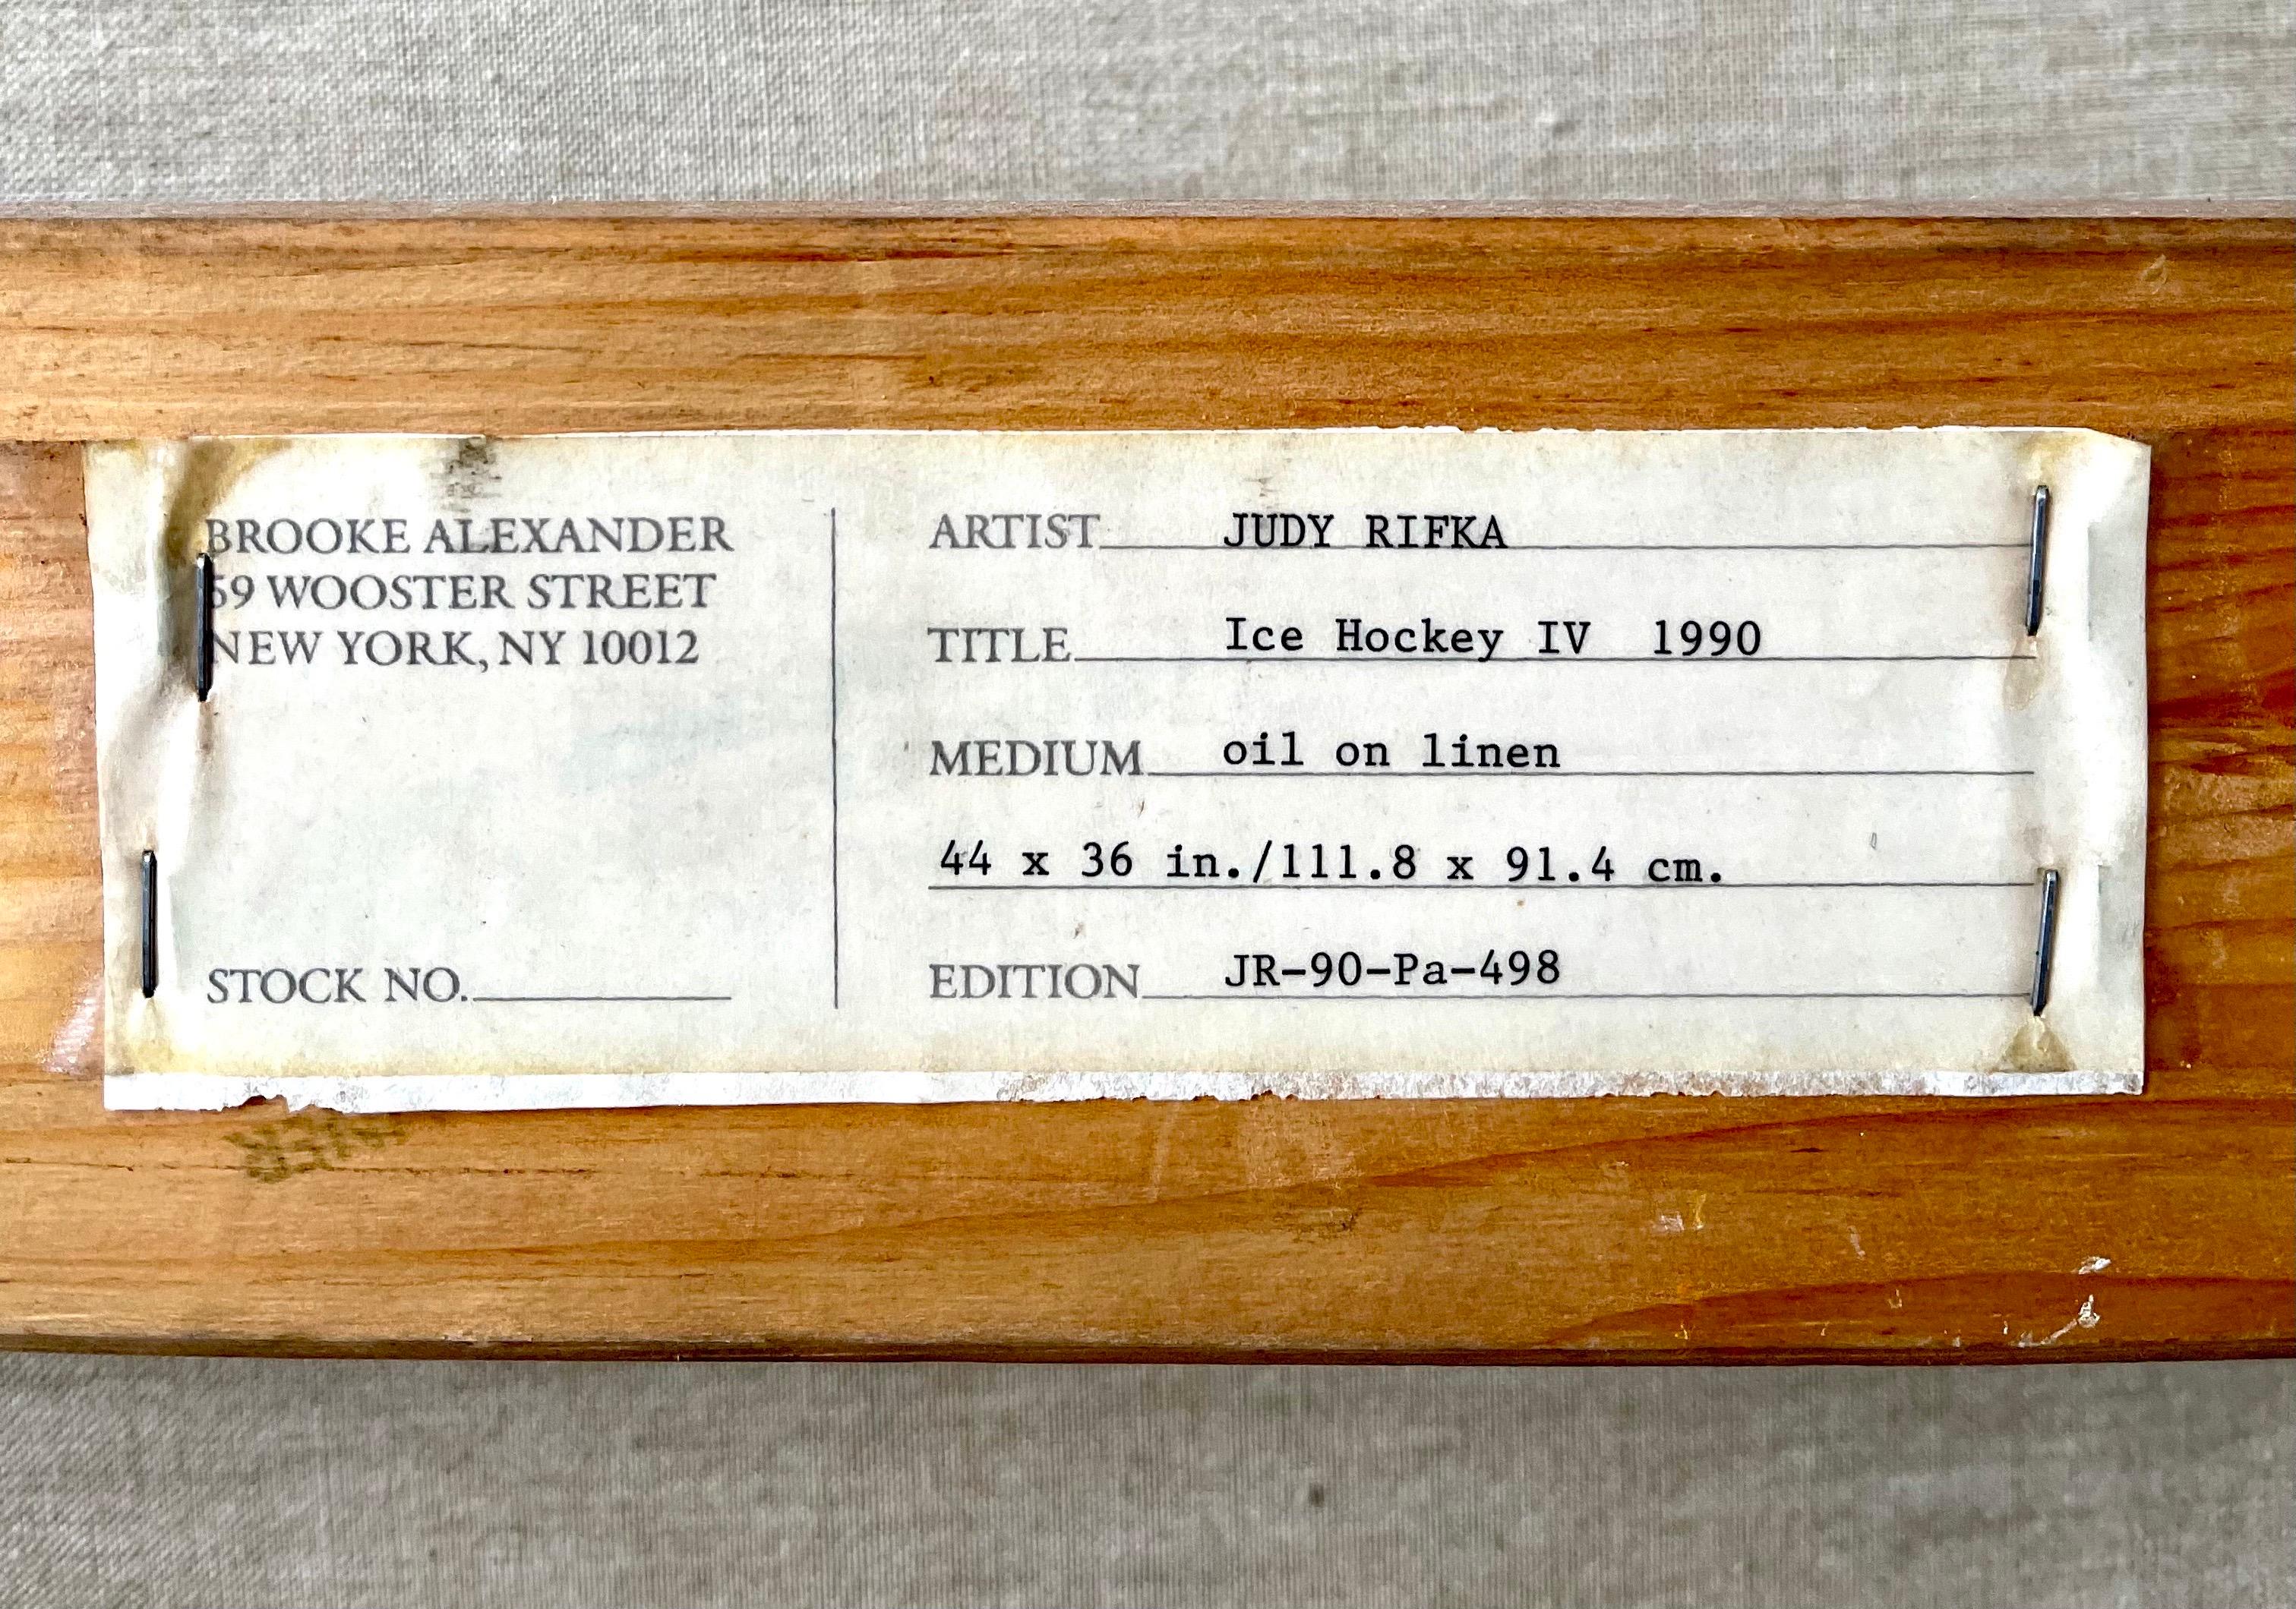 BROOKE ALEXANDER
59 WOOSTER STREET
NEW YORK, NY 10012
STOCK NO.
ARTIST JUDY RIFKA
TITLE Ice Hockey IV 1990
MEDIUM oil on linen
44 x 36 in./111.8 x 91.4 cm.
EDITION JR-90-Pa-498